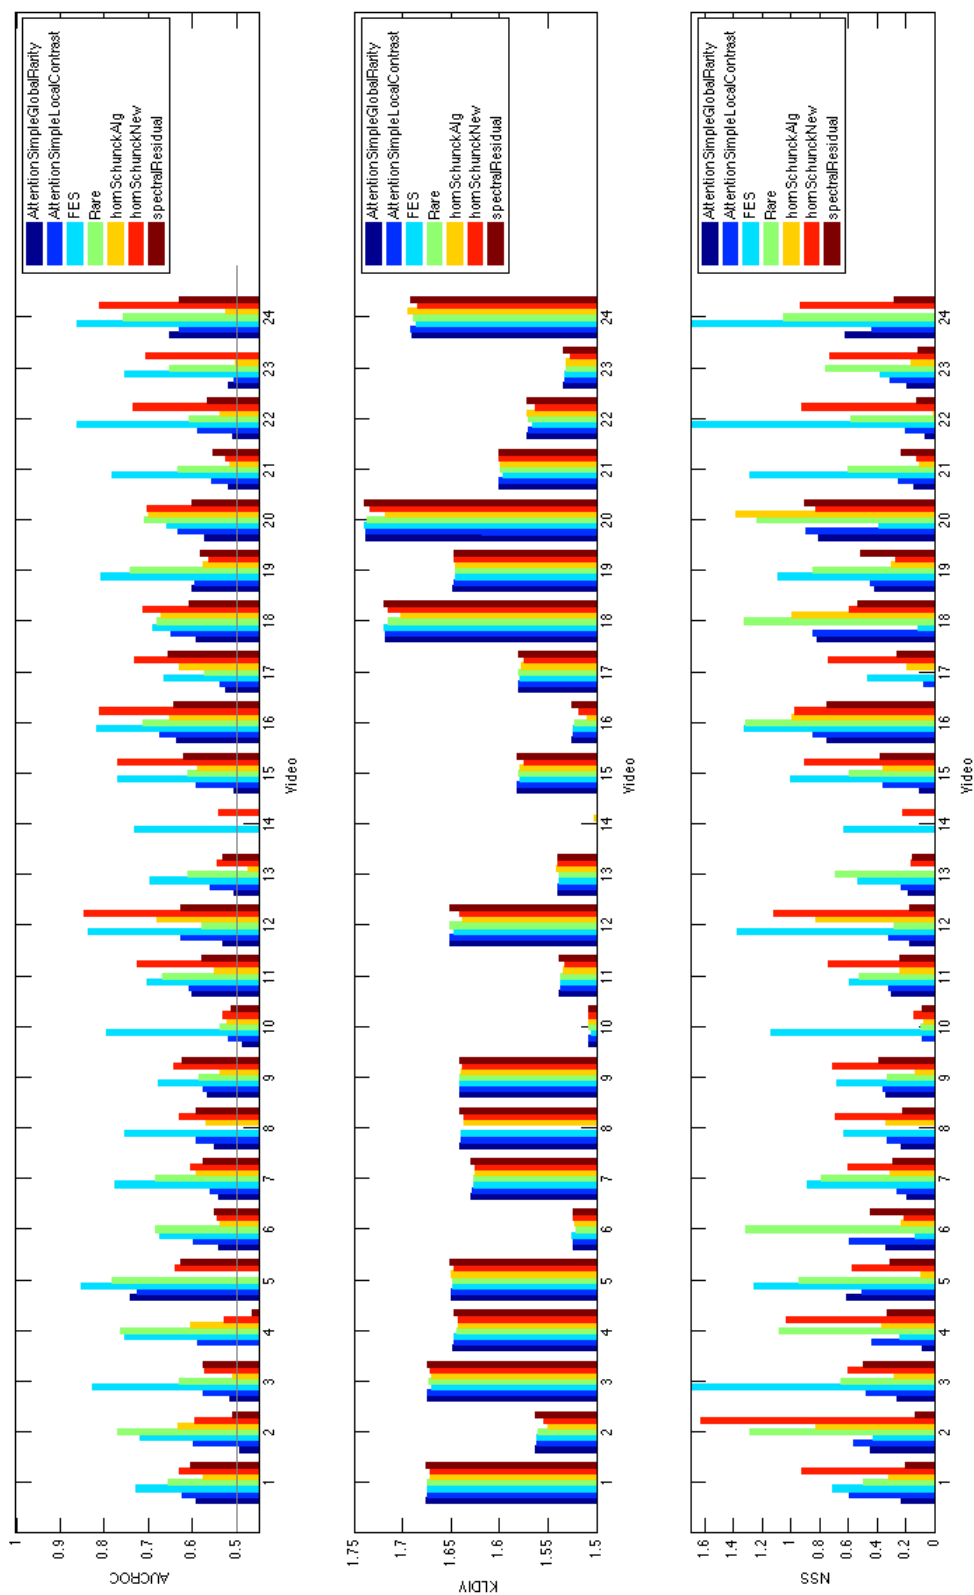 1
0.9
0.8
0.7
0.6
0.5
AUCROC
1 2 3 4 5 6 7 8 9 10 11 12 13 14 15 16 17 18 19 20 21 22 23 24
Video
AttentionSimpleGlobalRarity
AttentionSimpleLocalContrast
FES
Rare
hornSchunckAlg
hornSchunckNew
spectralResidual
1.75
1.7
1.65
1.6
1.55
1.5
KLDIV
1 2 3 4 5 6 7 8 9 10 11 12 13 14 15 16 17 18 19 20 21 22 23 24
Video
AttentionSimpleGlobalRarity
AttentionSimpleLocalContrast
FES
Rare
hornSchunckAlg
hornSchunckNew
spectralResidual
1.6
1.4
1.2
1
0.8
0.6
0.4
0.2
0
NSS
1 2 3 4 5 6 7 8 9 10 11 12 13 14 15 16 17 18 19 20 21 22 23 24
Video
AttentionSimpleGlobalRarity
AttentionSimpleLocalContrast
FES
Rare
hornSchunckAlg
hornSchunckNew
spectralResidual